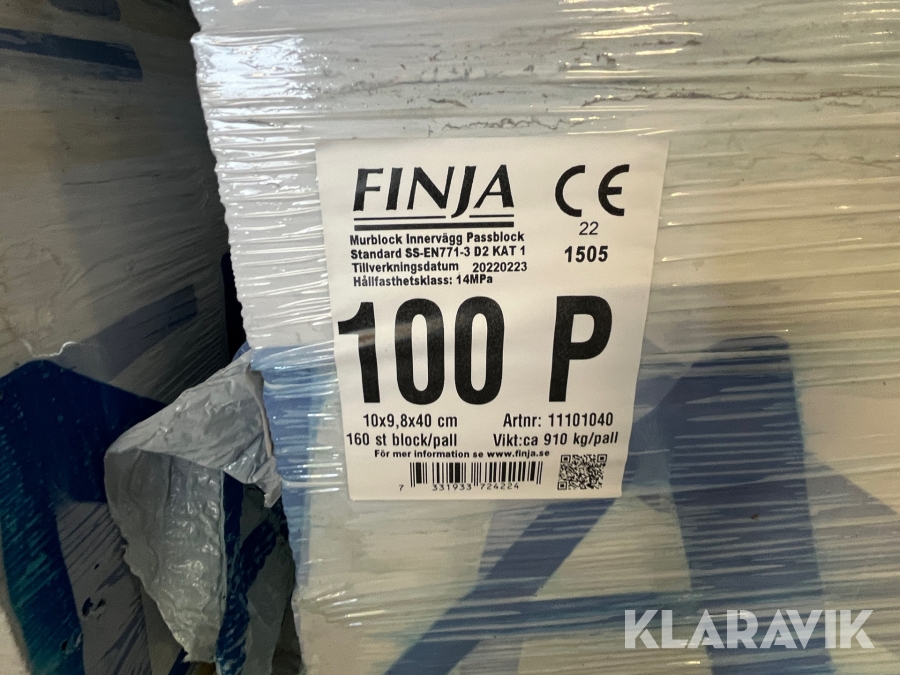 FINJA
CE
22
1505
Murblock Innervägg Passblock
Standard SS-EN771-3 D2 KAT 1
Tillverkningsdatum 20220223
Hållfasthetsklass: 14MPa
100 P
10x9,8x40 cm
Artnr: 11101040
160 st block/pall
Vikt:ca 910 kg/pall
För mer information se www.finja.se
7 331933 724224
KLARAVIK